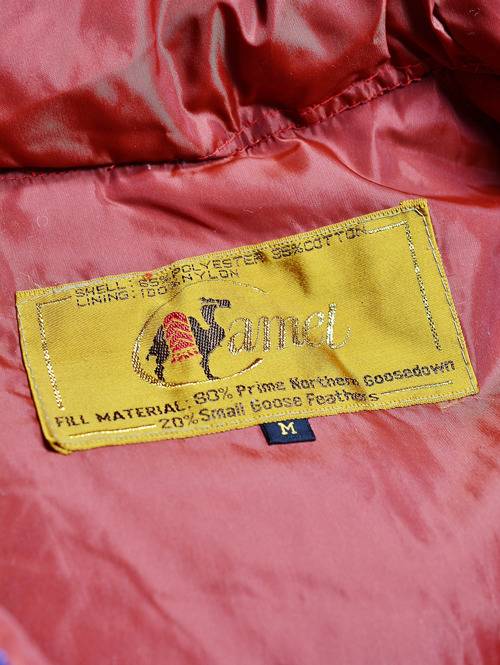 SHELL: 65% POLYESTER 35% COTTON
LINING: 100% NYLON
Camel
FILL MATERIAL: 80% Prime Northern Goosedown
20% Small Goose Feathers
M